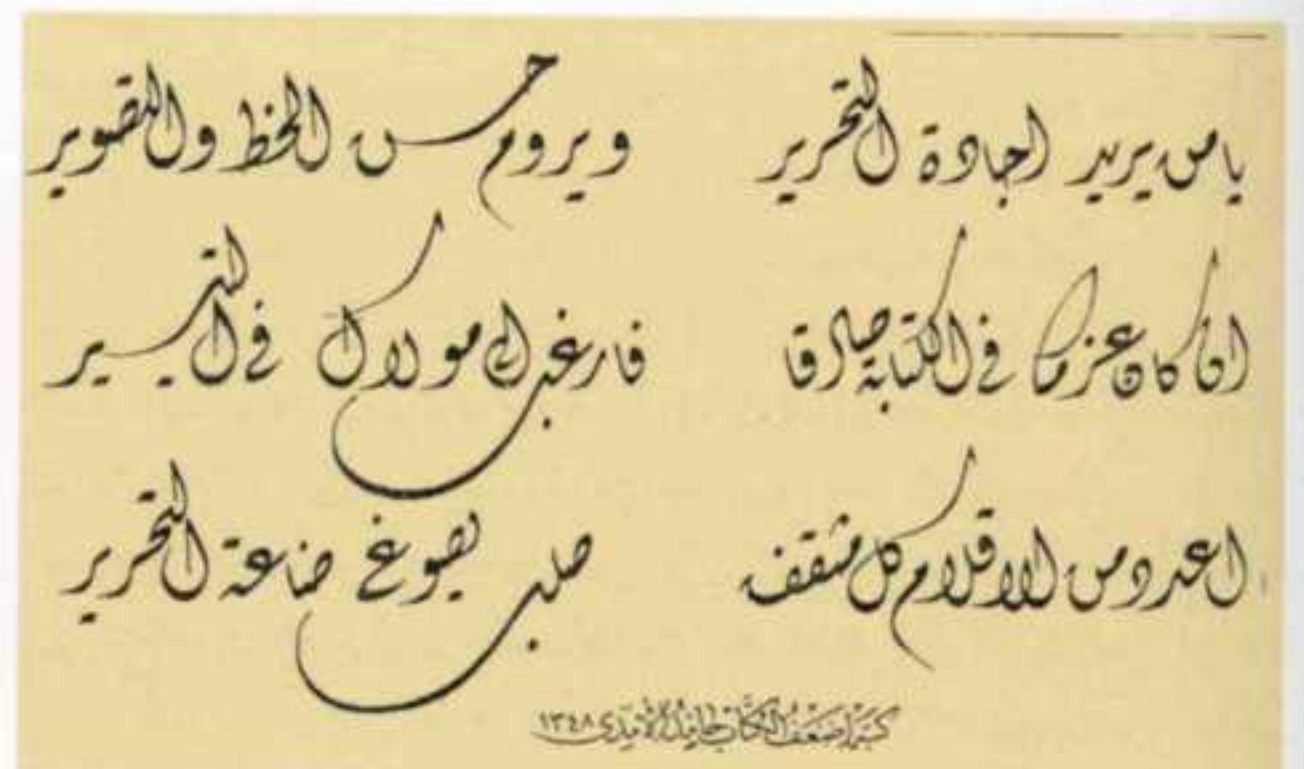 يا من يريد اجادة التحرير ويروم حسن الخط والتصوير
ان كان عزمك في الكتابة صادقا فارغب الى مولاك في التيسير
اعدد من الاقلام كل مثقف صلب يصوغ صناعة التحرير
كتبه اضعف الكتاب حامد الآمدي ١٣٤٨